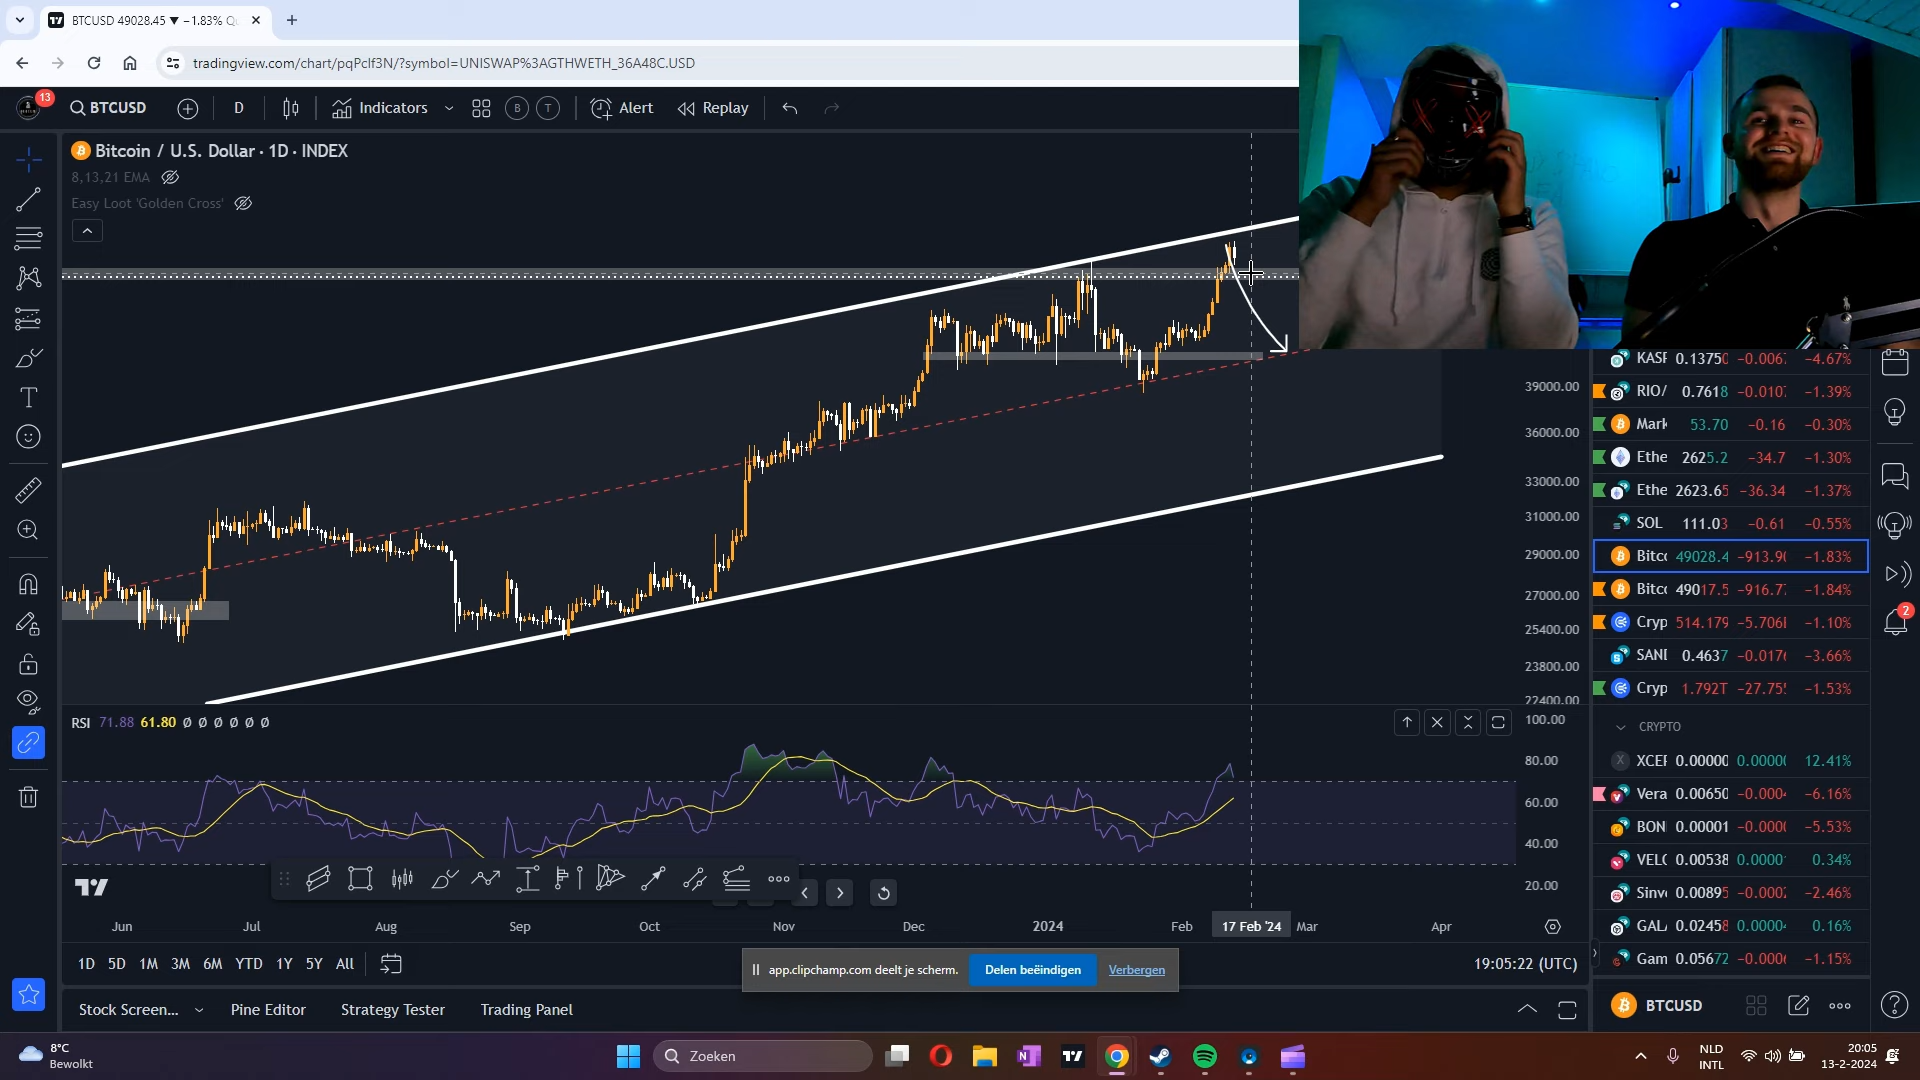 BTCUSD 49028.45 ▼ −1.83%
tradingview.com/chart/pqPcIf3N/?symbol=UNISWAP%3AGTHWETH_36A48C.USD
13
BTCUSD D Indicators B T Alert Replay
Bitcoin / U.S. Dollar · 1D · INDEX
8,13,21 EMA
Easy Loot 'Golden Cross'
39000.00
36000.00
33000.00
31000.00
29000.00
27000.00
25400.00
23800.00
22400.00
KASF 0.13750 −0.006 −4.67%
RIO/ 0.7618 −0.010 −1.39%
Mark 53.70 −0.16 −0.30%
Ethe 2625.2 −34.7 −1.30%
Ethe 2623.65 −36.34 −1.37%
SOL 111.03 −0.61 −0.55%
Bitc 49028.4 −913.90 −1.83%
Bitc 49017.5 −916.7 −1.84%
Cryp 514.179 −5.706 −1.10%
SANI 0.4637 −0.017 −3.66%
Cryp 1.792T −27.75 −1.53%
CRYPTO
XCEF 0.00000 0.0000 12.41%
Vera 0.00650 −0.000 −6.16%
BON 0.00001 −0.000 −5.53%
VEL 0.00538 0.0000 0.34%
Sinv 0.00895 −0.000 −2.46%
GAL 0.02458 0.0000 0.16%
Gam 0.05672 −0.000 −1.15%
2
RSI 71.88 61.80 Ø Ø Ø Ø Ø Ø
100.00
80.00
60.00
40.00
20.00
Jun Jul Aug Sep Oct Nov Dec 2024 Feb 17 Feb '24 Mar Apr
1D 5D 1M 3M 6M YTD 1Y 5Y All
19:05:22 (UTC)
app.clipchamp.com deelt je scherm. Delen beëindigen Verbergen
Stock Screen... Pine Editor Strategy Tester Trading Panel
BTCUSD
8°C
Bewolkt
Zoeken
NLD
INTL
20:05
13-2-2024